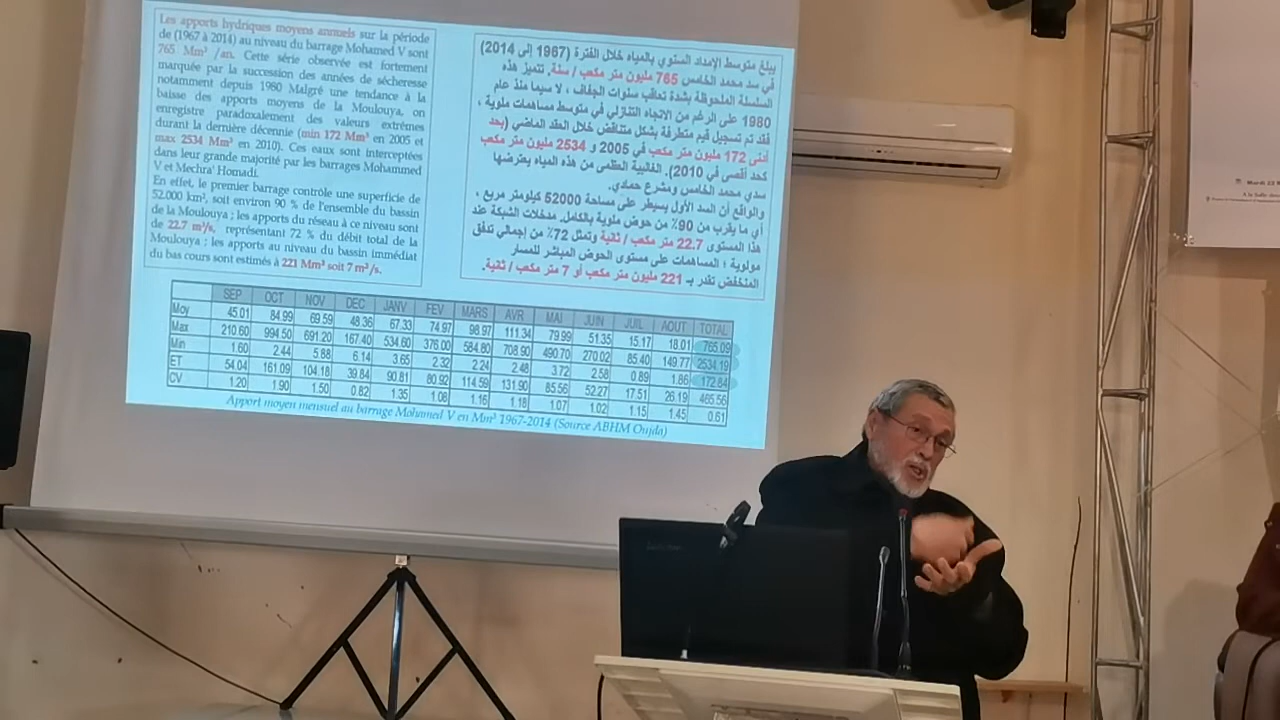 Les apports hydriques moyens annuels sur la période
de (1967 à 2014) au niveau du barrage Mohamed V sont
765 Mm³ /an. Cette série observée est fortement
marquée par la succession des années de sécheresse
notamment depuis 1980 Malgré une tendance à la
baisse des apports moyens de la Moulouya, on
enregistre paradoxalement des valeurs extrêmes
durant la dernière décennie (min 172 Mm³ en 2005 et
max 2534 Mm³ en 2010). Ces eaux sont interceptées
dans leur grande majorité par les barrages Mohammed
V et Mechra' Homadi.
En effet, le premier barrage contrôle une superficie de
52.000 km², soit environ 90 % de l'ensemble du bassin
de la Moulouya ; les apports du réseau à ce niveau sont
de 22.7 m³/s, représentant 72 % du débit total de la
Moulouya ; les apports au niveau du bassin immédiat
du bas cours sont estimés à 221 Mm³ soit 7 m³/s.
يبلغ متوسط الإمداد السنوي بالمياه خلال الفترة (1967 إلى 2014)
في سد محمد الخامس 765 مليون متر مكعب / سنة. تتميز هذه
السلسلة الملحوظة بشدة تعاقب سنوات الجفاف ، لا سيما منذ عام
1980 على الرغم من الاتجاه التنازلي في متوسط مساهمات ملوية ،
فقد تم تسجيل قيم متطرفة بشكل متناقض خلال العقد الماضي (بحد
أدنى 172 مليون متر مكعب في 2005 و 2534 مليون متر مكعب
كحد أقصى في 2010). الغالبية العظمى من هذه المياه يعترضها
سدي محمد الخامس ومشرع حمادي.
والواقع أن السد الأول يسيطر على مساحة 52000 كيلومتر مربع ،
أي ما يقرب من 90٪ من حوض ملوية بالكامل. مدخلات الشبكة عند
هذا المستوى 22.7 متر مكعب / ثانية وتمثل 72٪ من إجمالي تدفق
مولوية ؛ المساهمات على مستوى الحوض المباشر للمسار
المنخفض تقدر بـ 221 مليون متر مكعب أو 7 متر مكعب / ثانية.
SEP OCT NOV DEC JANV FEV MARS AVR MAI JUIN JUIL AOUT TOTAL
Moy 45.01 84.99 69.59 48.36 67.33 74.97 98.97 111.34 79.99 51.35 15.17 18.01 765.09
Max 210.60 994.50 691.20 167.40 534.60 376.00 584.80 708.90 490.70 270.02 85.40 149.77 2534.19
Min 1.60 2.44 5.88 6.14 3.65 2.32 2.24 2.48 3.72 2.58 0.89 1.86 172.84
ET 54.04 161.09 104.18 39.84 90.81 80.92 114.59 131.90 85.56 52.27 17.51 26.19 465.56
CV 1.20 1.90 1.50 0.82 1.35 1.08 1.16 1.18 1.07 1.02 1.15 1.45 0.61
Apport moyen mensuel au barrage Mohamed V en Mm³ 1967-2014 (Source ABHM Oujda)